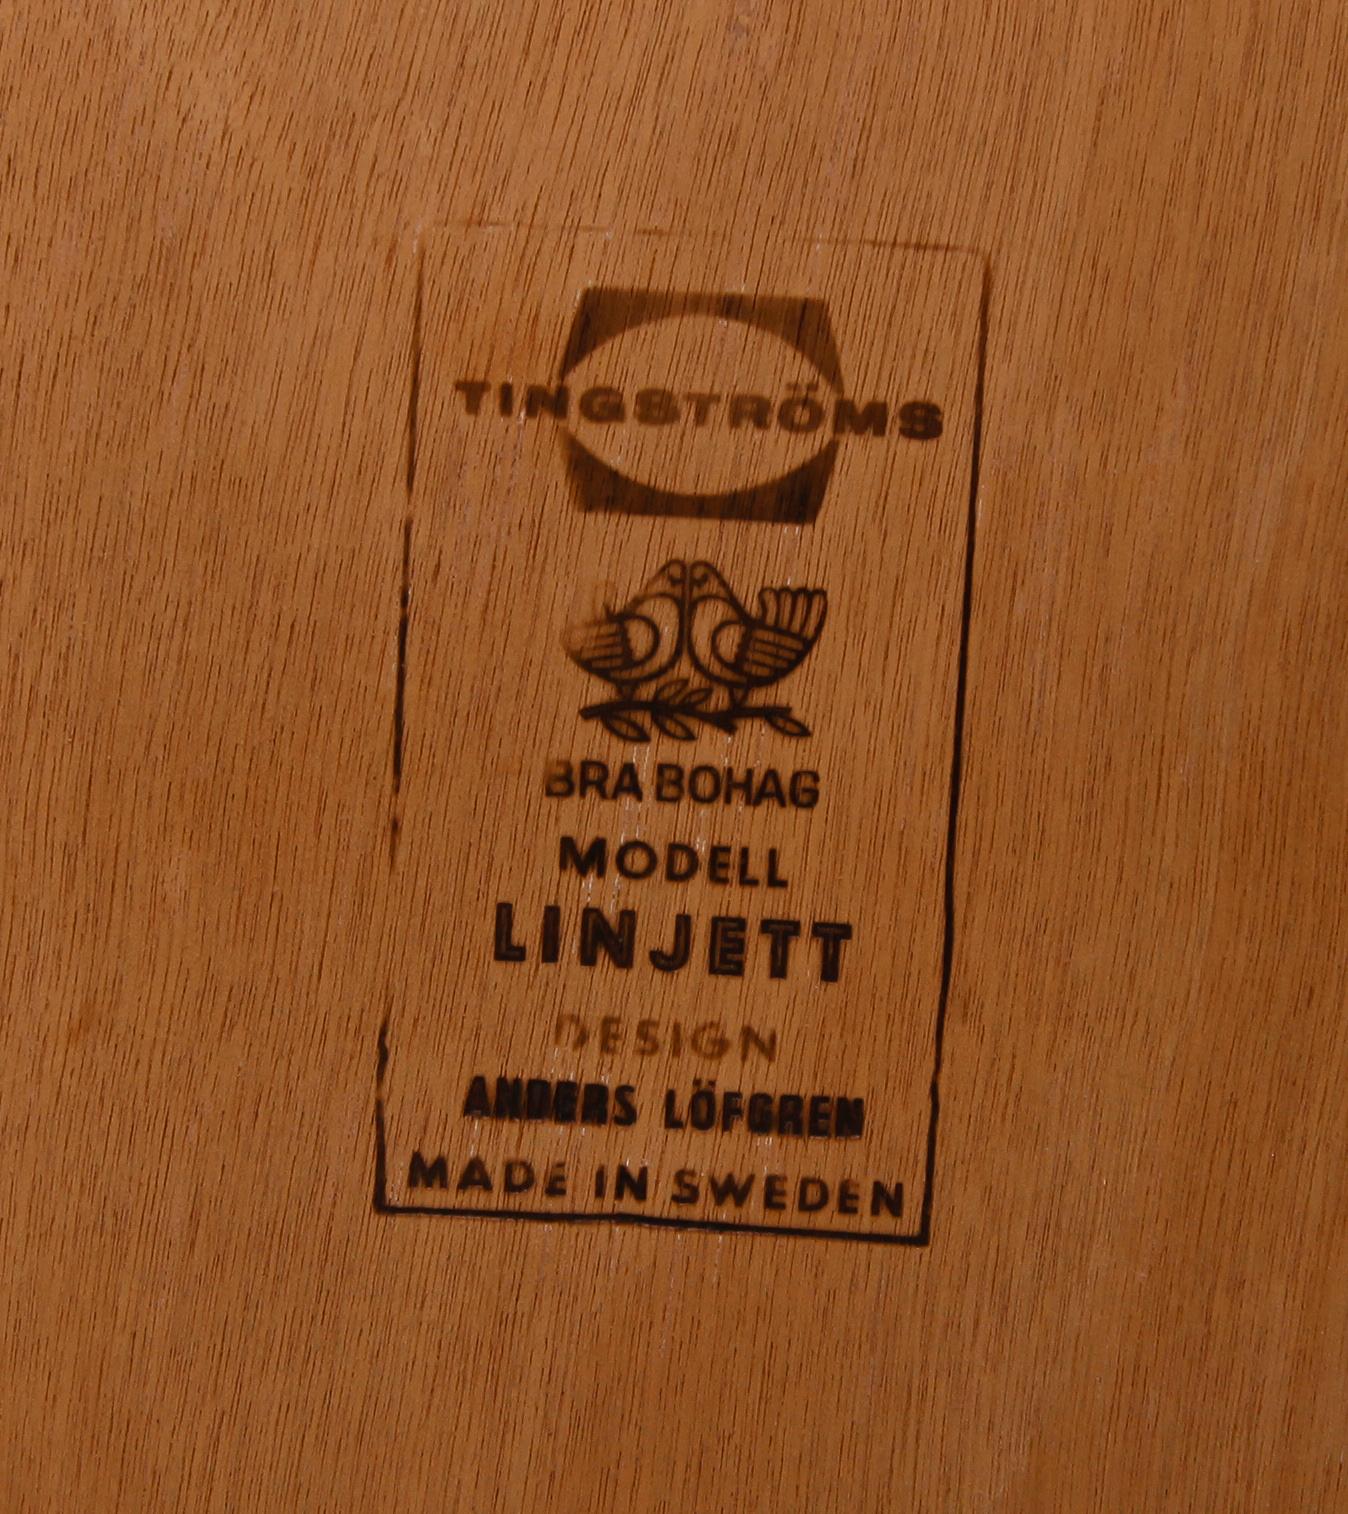 TINGSTRÖMS
BRA BOHAG
MODELL
LINJETT
DESIGN
ANDERS LÖFGREN
MADE IN SWEDEN